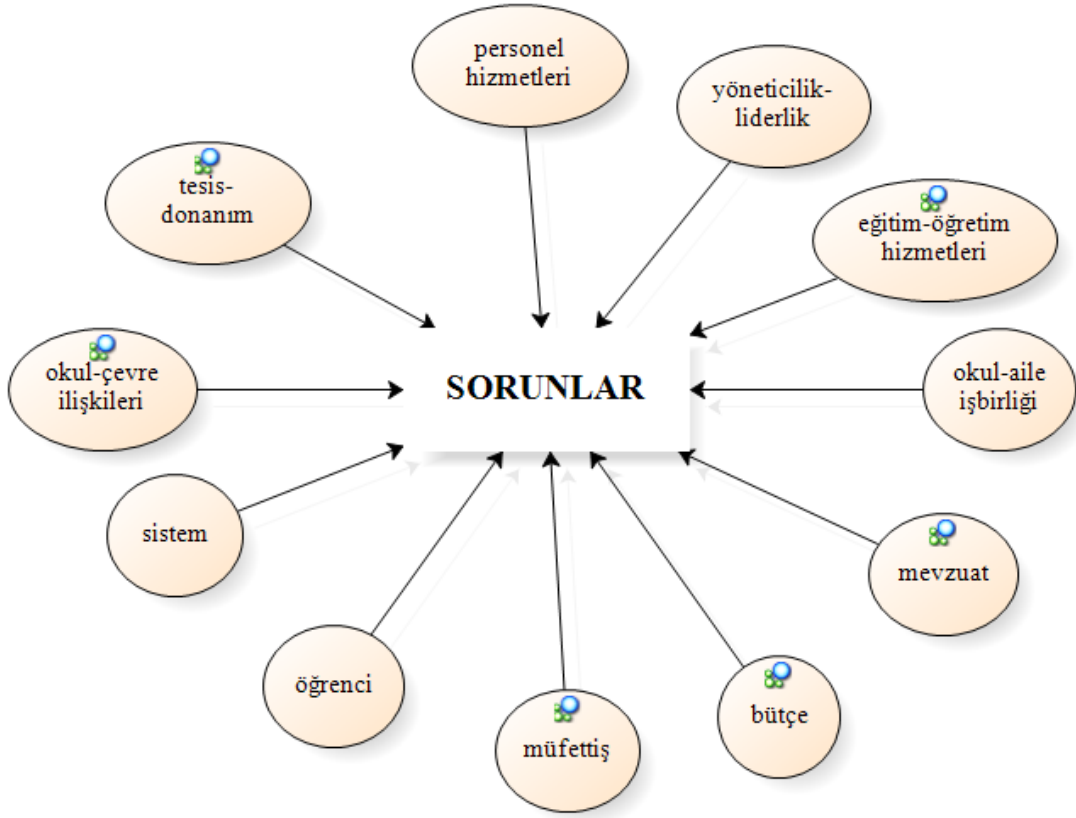 personel
hizmetleri
yöneticilik-
liderlik
tesis-
donanım
eğitim-öğretim
hizmetleri
okul-çevre
ilişkileri
SORUNLAR
okul-aile
işbirliği
sistem
mevzuat
öğrenci
müfettiş
bütçe